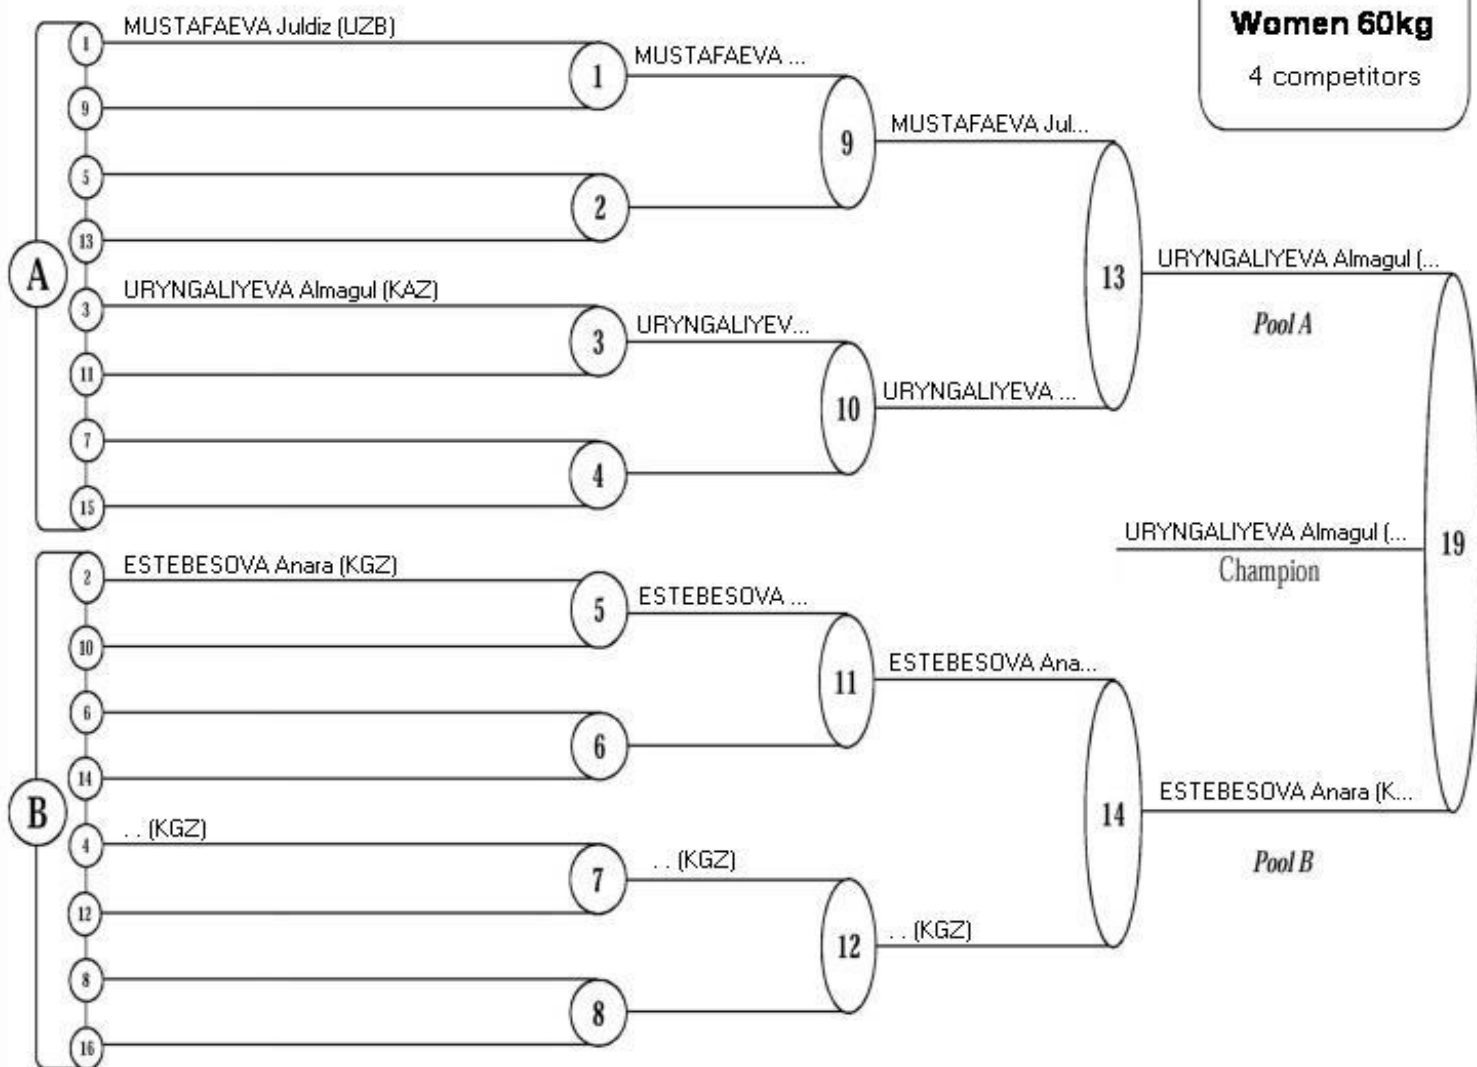 Women 60kg
4 competitors
A
1
MUSTAFAEVA Juldiz (UZB)
9
1
MUSTAFAEVA ...
5
13
2
9
MUSTAFAEVA Jul...
3
URYNGALIYEVA Almagul (KAZ)
11
3
URYNGALIYEV...
7
15
4
10
URYNGALIYEVA ...
13
URYNGALIYEVA Almagul (...
Pool A
B
2
ESTEBESOVA Anara (KGZ)
10
5
ESTEBESOVA ...
6
14
6
11
ESTEBESOVA Ana...
4
. . (KGZ)
12
7
. . (KGZ)
8
16
8
12
. . (KGZ)
14
ESTEBESOVA Anara (K...
Pool B
URYNGALIYEVA Almagul (...
Champion
19